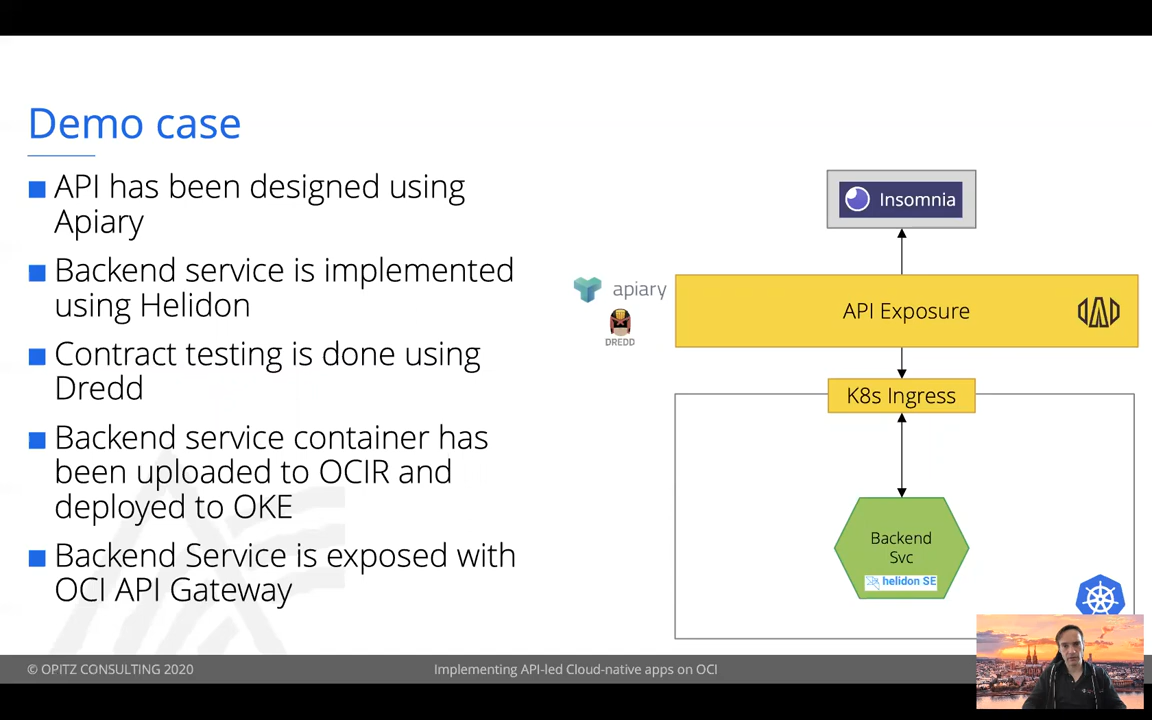 Demo case
API has been designed using
Apiary
Backend service is implemented
using Helidon
Contract testing is done using
Dredd
Backend service container has
been uploaded to OCIR and
deployed to OKE
Backend Service is exposed with
OCI API Gateway
Insomnia
apiary
DREDD
API Exposure
K8s Ingress
Backend
Svc
helidon SE
© OPITZ CONSULTING 2020
Implementing API-led Cloud-native apps on OCI